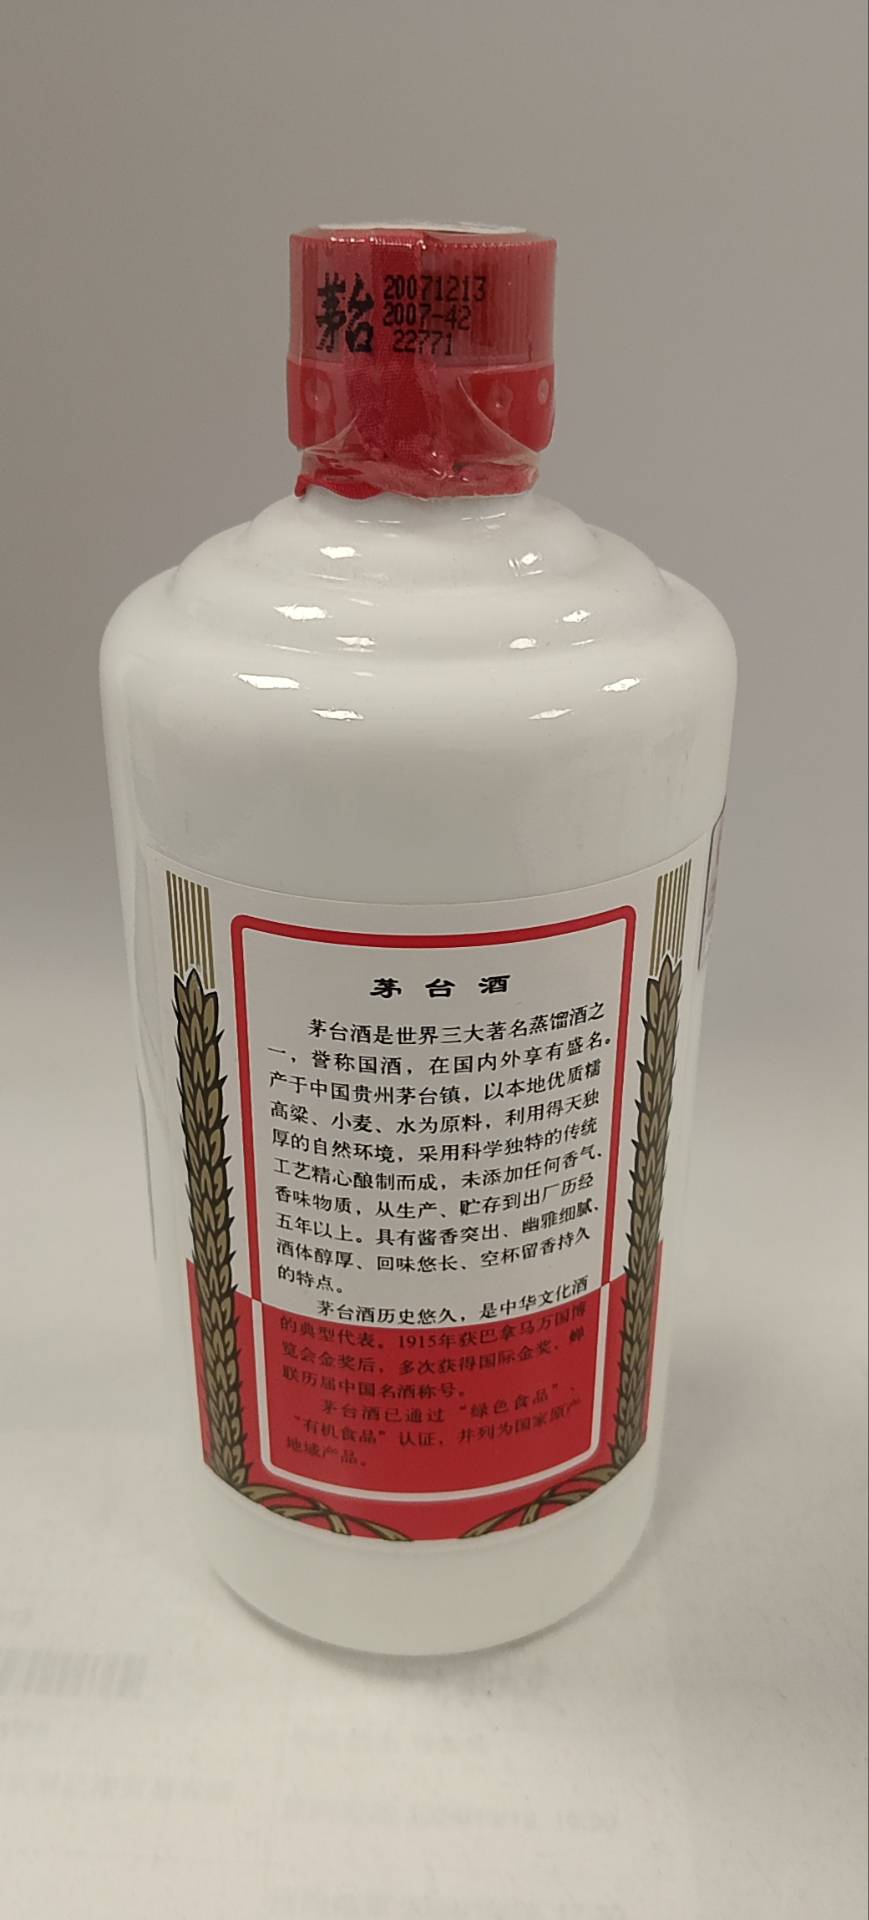 茅台
20071213
2007-42
22771
茅台酒
茅台酒是世界三大著名蒸馏酒之
一，誉称国酒，在国内外享有盛名。
产于中国贵州茅台镇，以本地优质糯
高粱、小麦、水为原料，利用得天独
厚的自然环境，采用科学独特的传统
工艺精心酿制而成，未添加任何香气、
香味物质，从生产、贮存到出厂历经
五年以上。具有酱香突出、幽雅细腻、
酒体醇厚、回味悠长、空杯留香持久
的特点。
茅台酒历史悠久，是中华文化酒
的典型代表。1915年获巴拿马万国博
览会金奖后，多次获得国际金奖，蝉
联历届中国名酒称号。
茅台酒已通过“绿色食品”、
“有机食品”认证，并列为国家原产
地域产品。